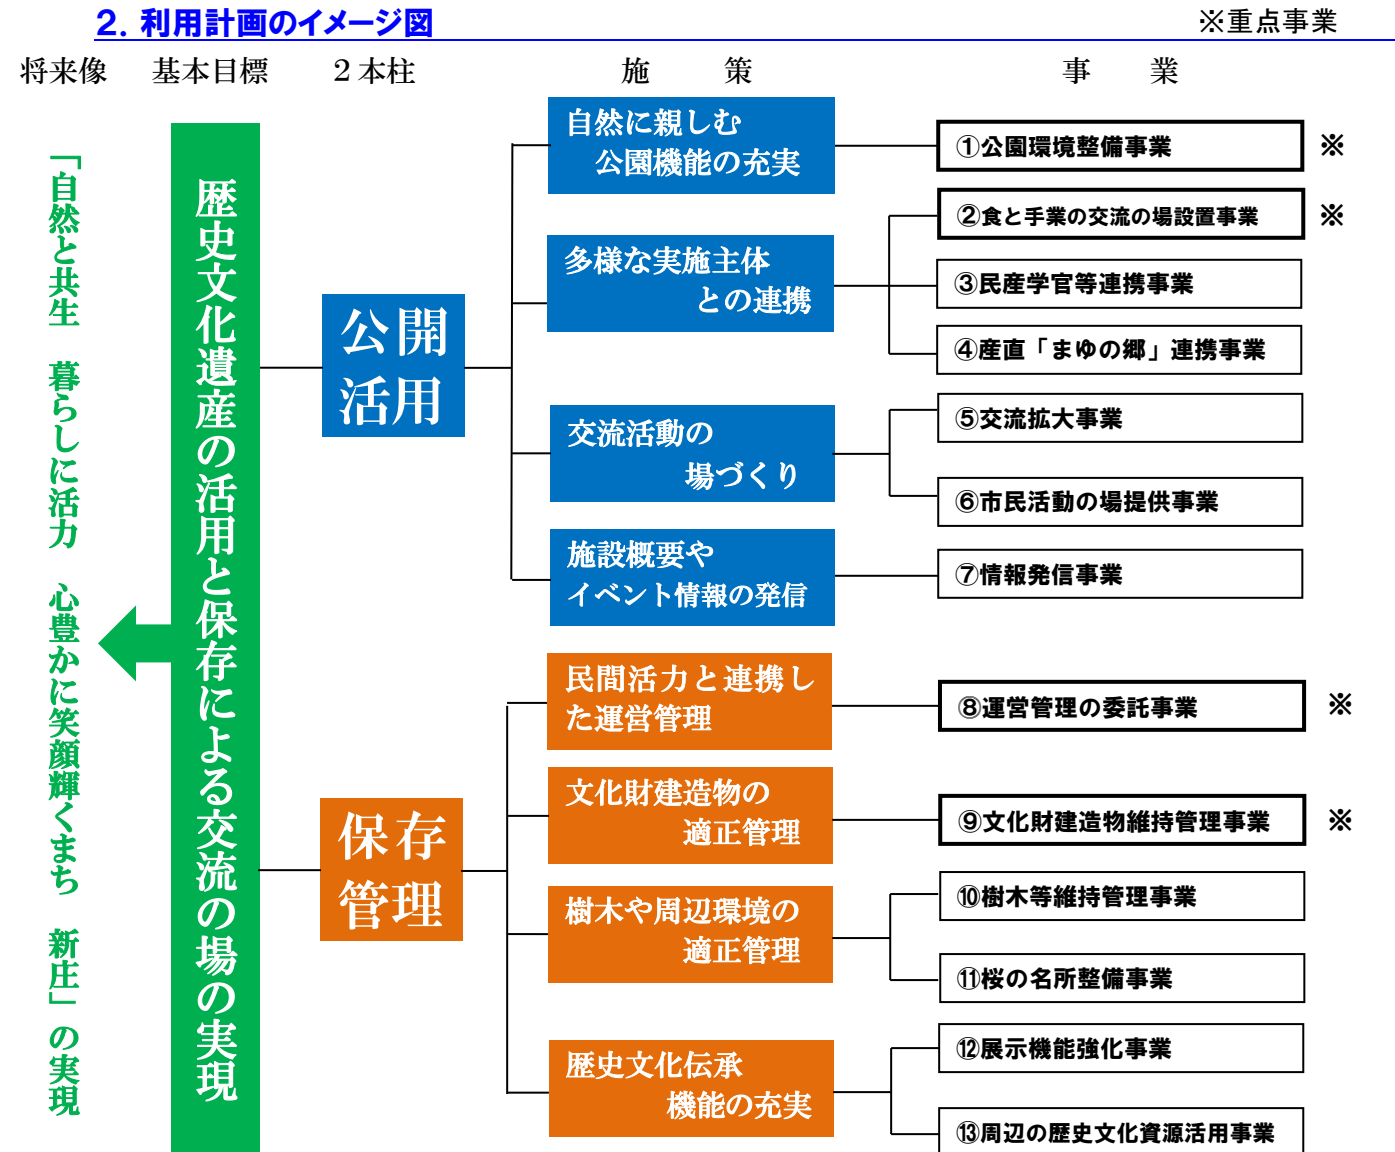 2．利用計画のイメージ図
※重点事業
将来像
基本目標
２本柱
施　　策
事　　業
「自然と共生　暮らしに活力　心豊かに笑顔輝くまち　新庄」の実現
歴史文化遺産の活用と保存による交流の場の実現
公開
活用
自然に親しむ
公園機能の充実
①公園環境整備事業
※
多様な実施主体
との連携
②食と手業の交流の場設置事業
※
③民産学官等連携事業
④産直「まゆの郷」連携事業
交流活動の
場づくり
⑤交流拡大事業
⑥市民活動の場提供事業
施設概要や
イベント情報の発信
⑦情報発信事業
保存
管理
民間活力と連携し
た運営管理
⑧運営管理の委託事業
※
文化財建造物の
適正管理
⑨文化財建造物維持管理事業
※
樹木や周辺環境の
適正管理
⑩樹木等維持管理事業
⑪桜の名所整備事業
歴史文化伝承
機能の充実
⑫展示機能強化事業
⑬周辺の歴史文化資源活用事業